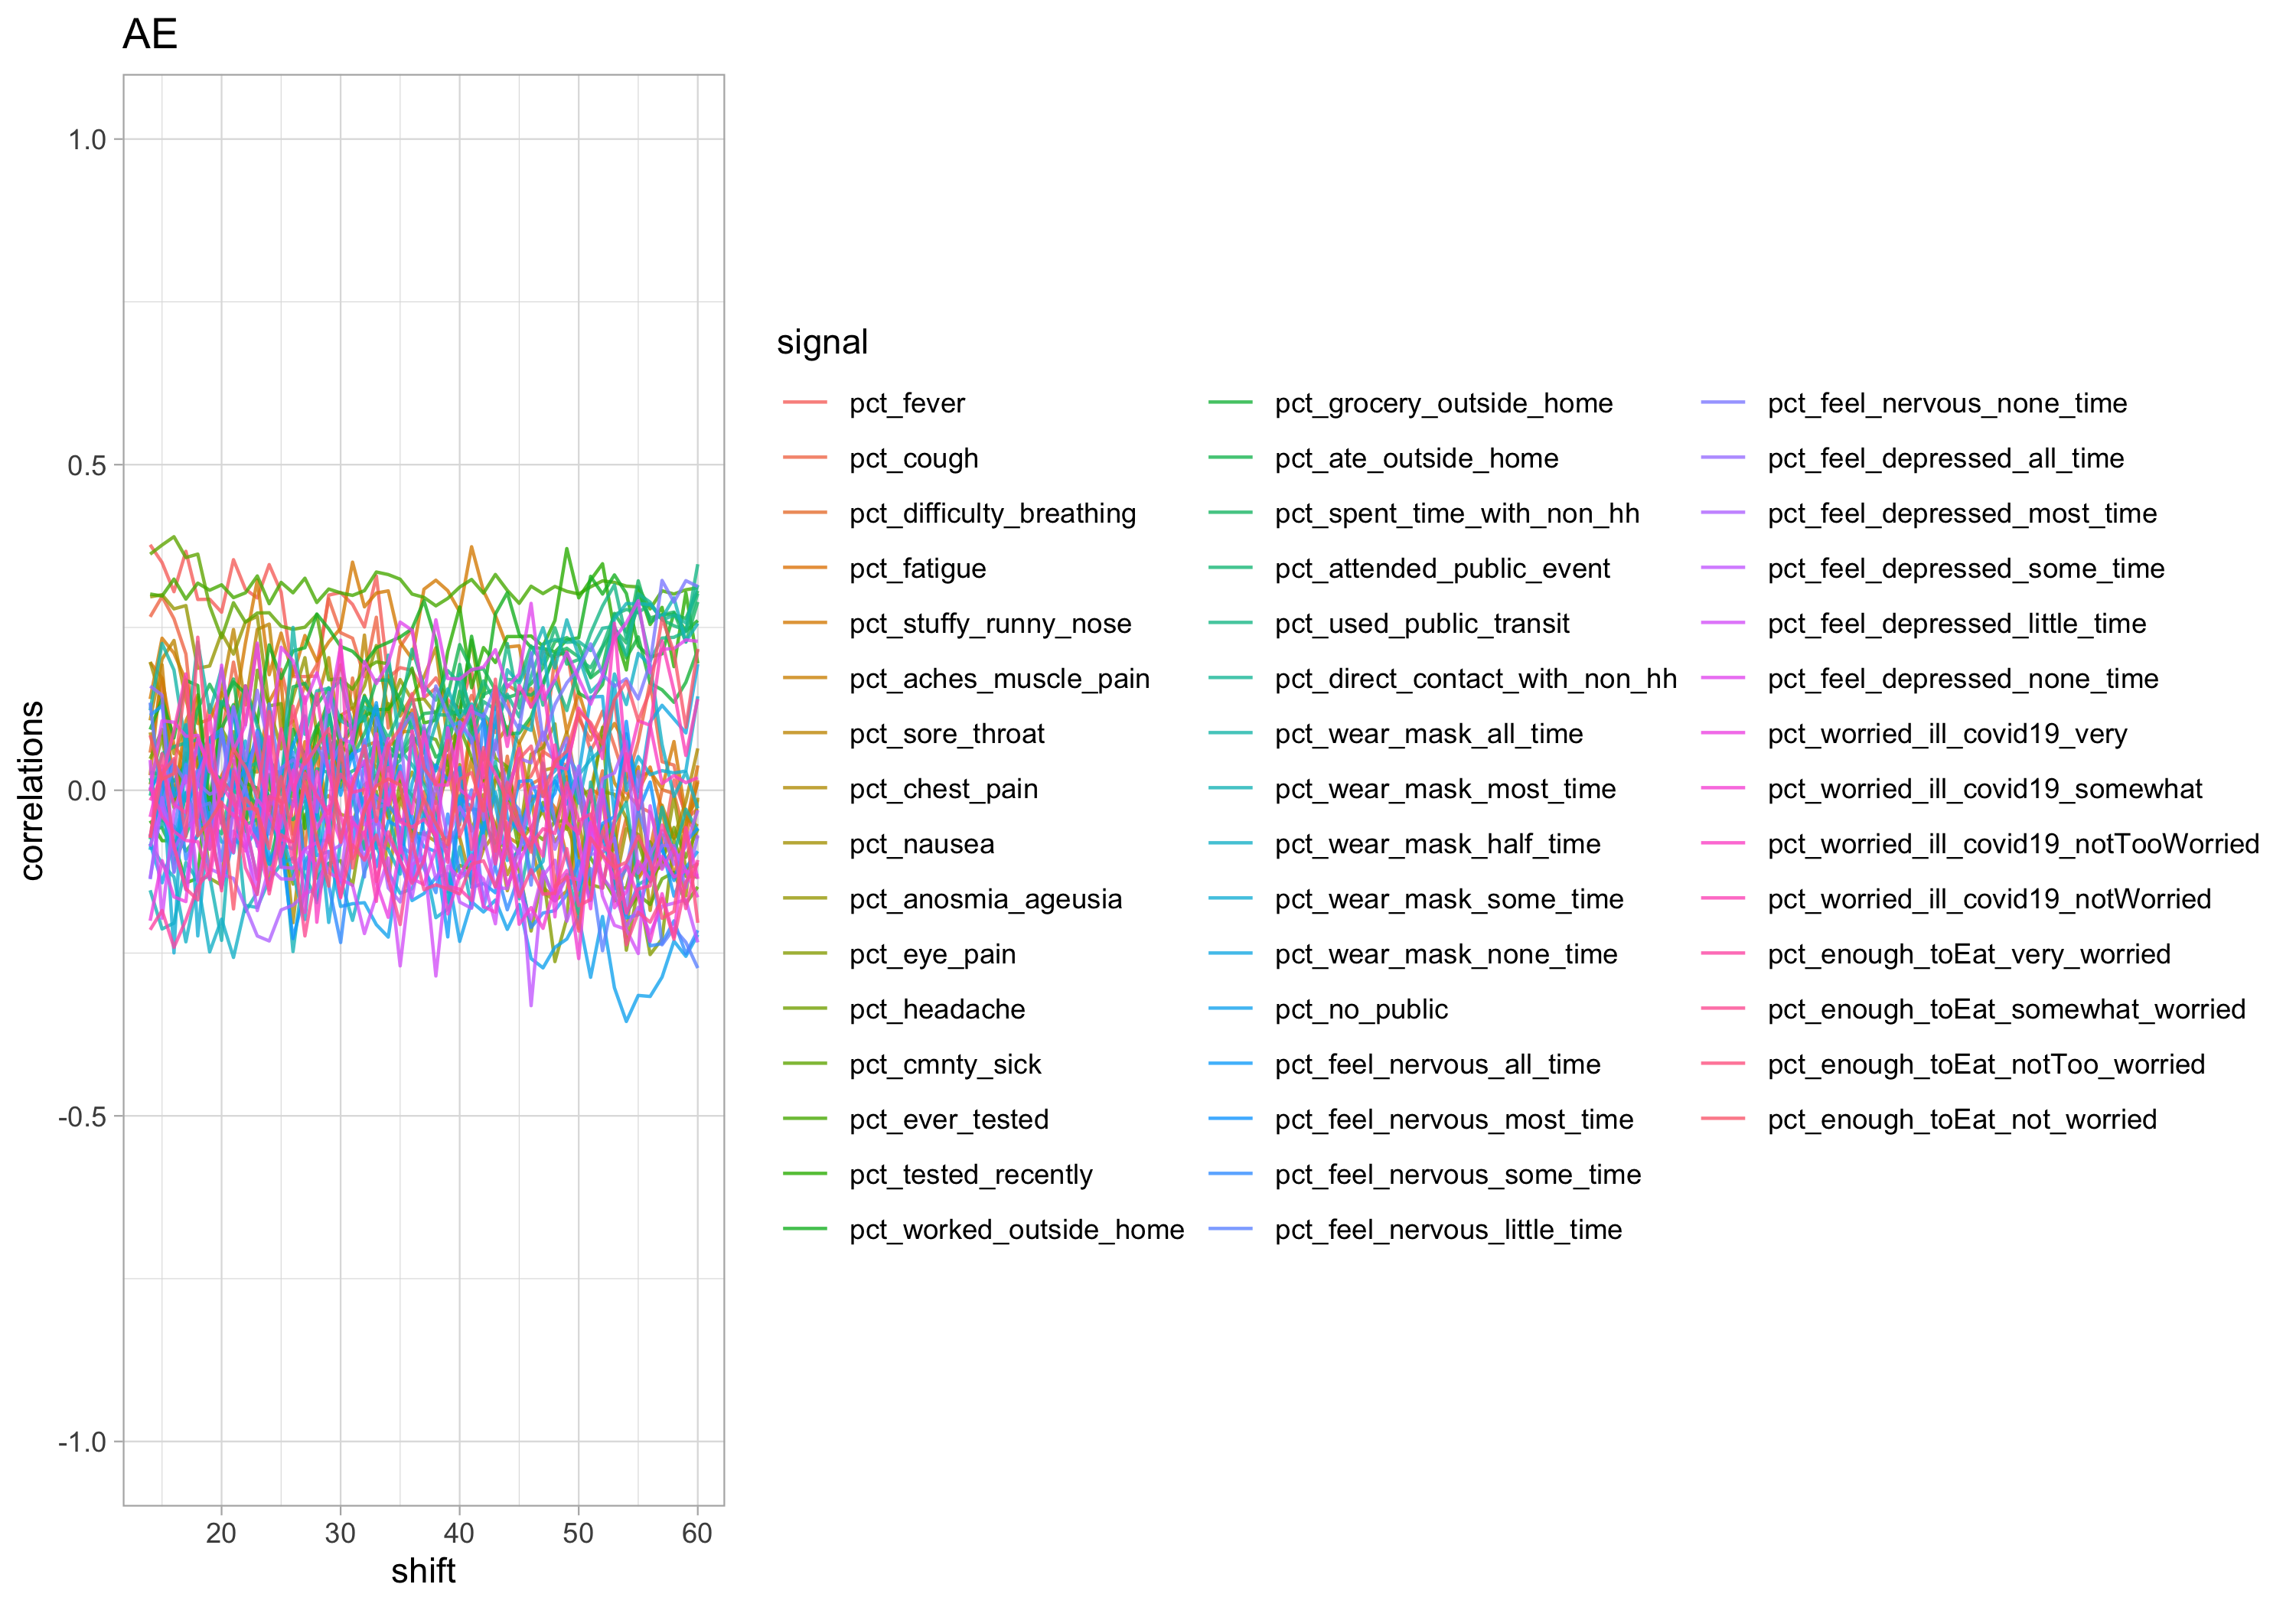 AE
1.0
0.5
0.0
-0.5
-1.0
correlations
20 30 40 50 60
shift
signal
pct_fever
pct_cough
pct_difficulty_breathing
pct_fatigue
pct_stuffy_runny_nose
pct_aches_muscle_pain
pct_sore_throat
pct_chest_pain
pct_nausea
pct_anosmia_ageusia
pct_eye_pain
pct_headache
pct_cmnty_sick
pct_ever_tested
pct_tested_recently
pct_worked_outside_home
pct_grocery_outside_home
pct_ate_outside_home
pct_spent_time_with_non_hh
pct_attended_public_event
pct_used_public_transit
pct_direct_contact_with_non_hh
pct_wear_mask_all_time
pct_wear_mask_most_time
pct_wear_mask_half_time
pct_wear_mask_some_time
pct_wear_mask_none_time
pct_no_public
pct_feel_nervous_all_time
pct_feel_nervous_most_time
pct_feel_nervous_some_time
pct_feel_nervous_little_time
pct_feel_nervous_none_time
pct_feel_depressed_all_time
pct_feel_depressed_most_time
pct_feel_depressed_some_time
pct_feel_depressed_little_time
pct_feel_depressed_none_time
pct_worried_ill_covid19_very
pct_worried_ill_covid19_somewhat
pct_worried_ill_covid19_notTooWorried
pct_worried_ill_covid19_notWorried
pct_enough_toEat_very_worried
pct_enough_toEat_somewhat_worried
pct_enough_toEat_notToo_worried
pct_enough_toEat_not_worried